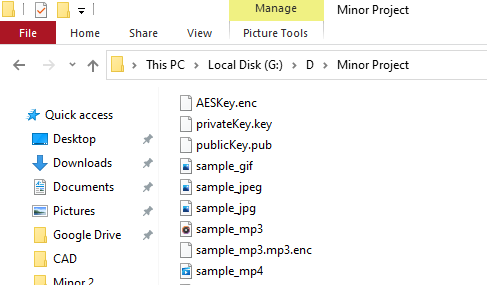 Manage
Minor Project
File
Home
Share
View
Picture Tools
This PC
Local Disk (G:)
D
Minor Project
Quick access
Desktop
Downloads
Documents
Pictures
Google Drive
CAD
Minor 2
AESKey.enc
privateKey.key
publicKey.pub
sample_gif
sample_jpeg
sample_jpg
sample_mp3
sample_mp3.mp3.enc
sample_mp4